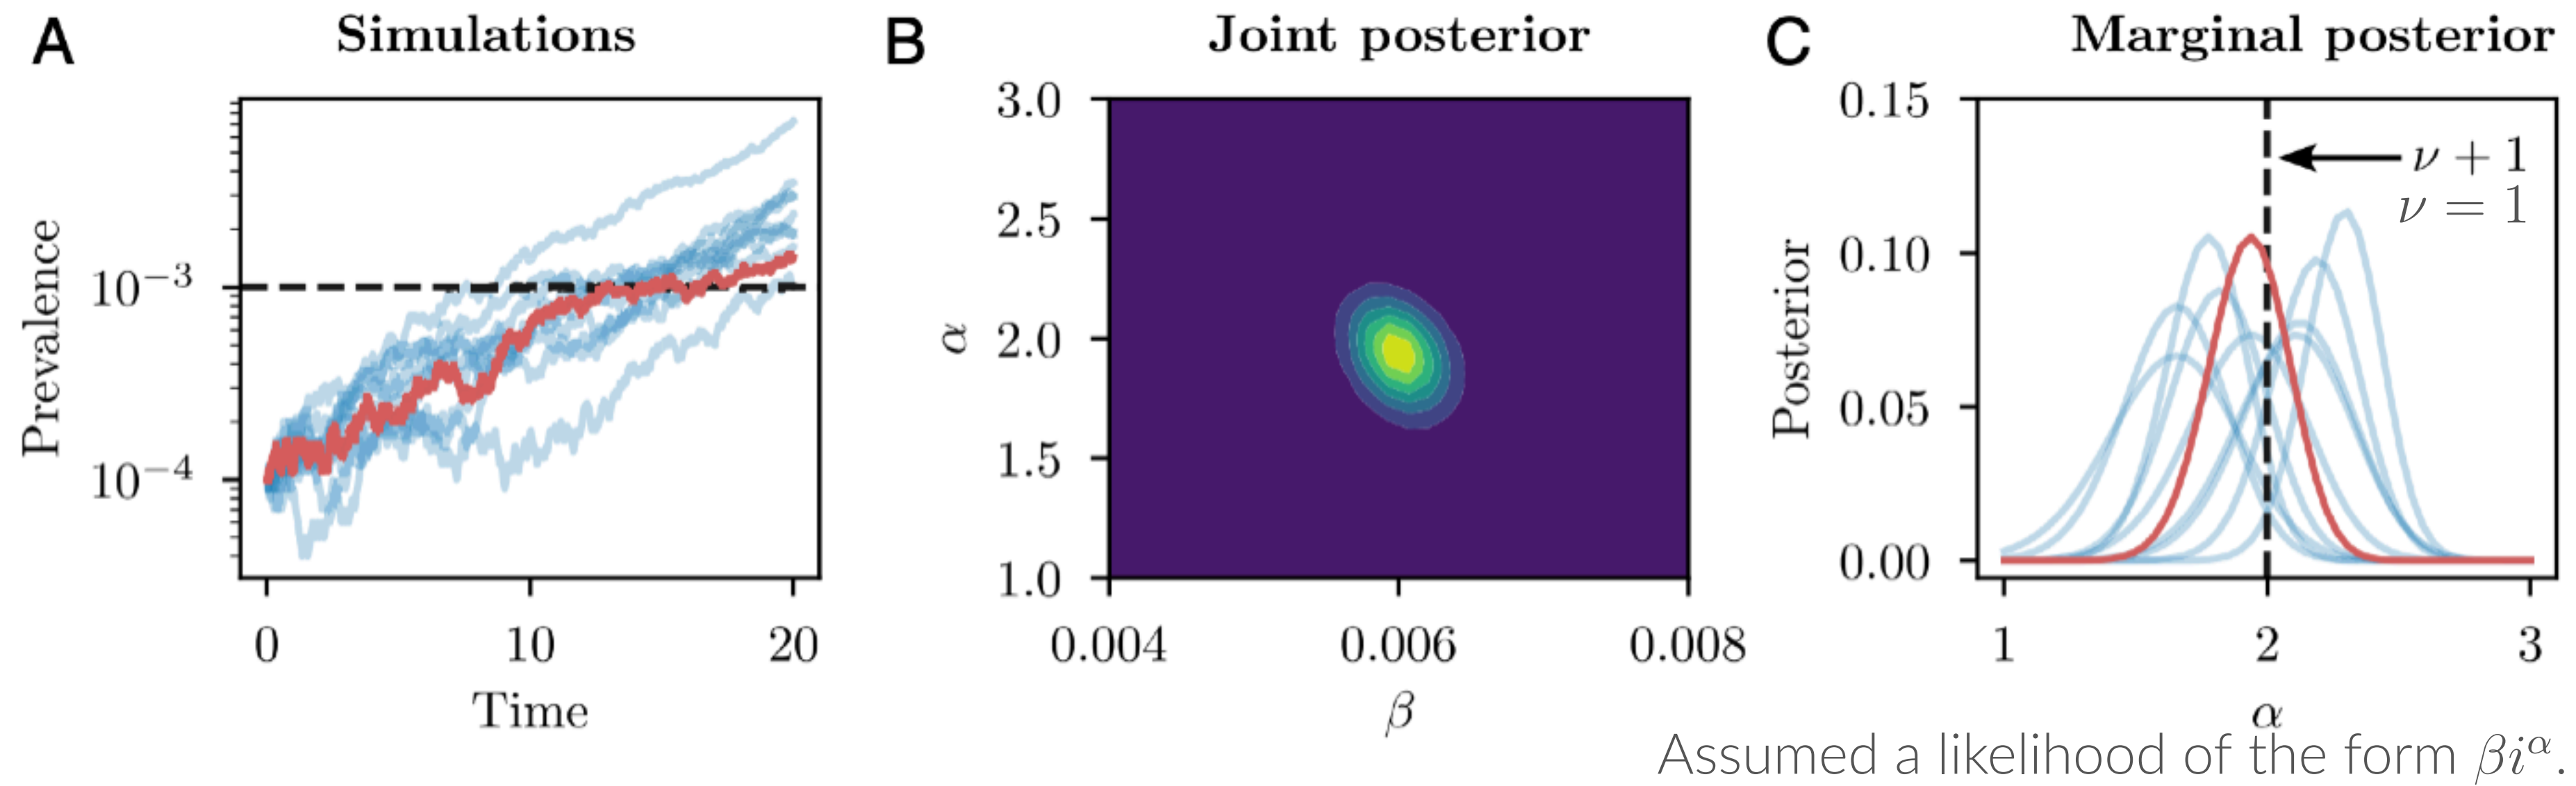 A
Simulations
Prevalence
10⁻³
10⁻⁴
0
10
20
Time
B
Joint posterior
α
3.0
2.5
2.0
1.5
1.0
0.004
0.006
0.008
β
C
Marginal posterior
Posterior
0.15
0.10
0.05
0.00
ν + 1
ν = 1
1
2
3
α
Assumed a likelihood of the form βi^α.